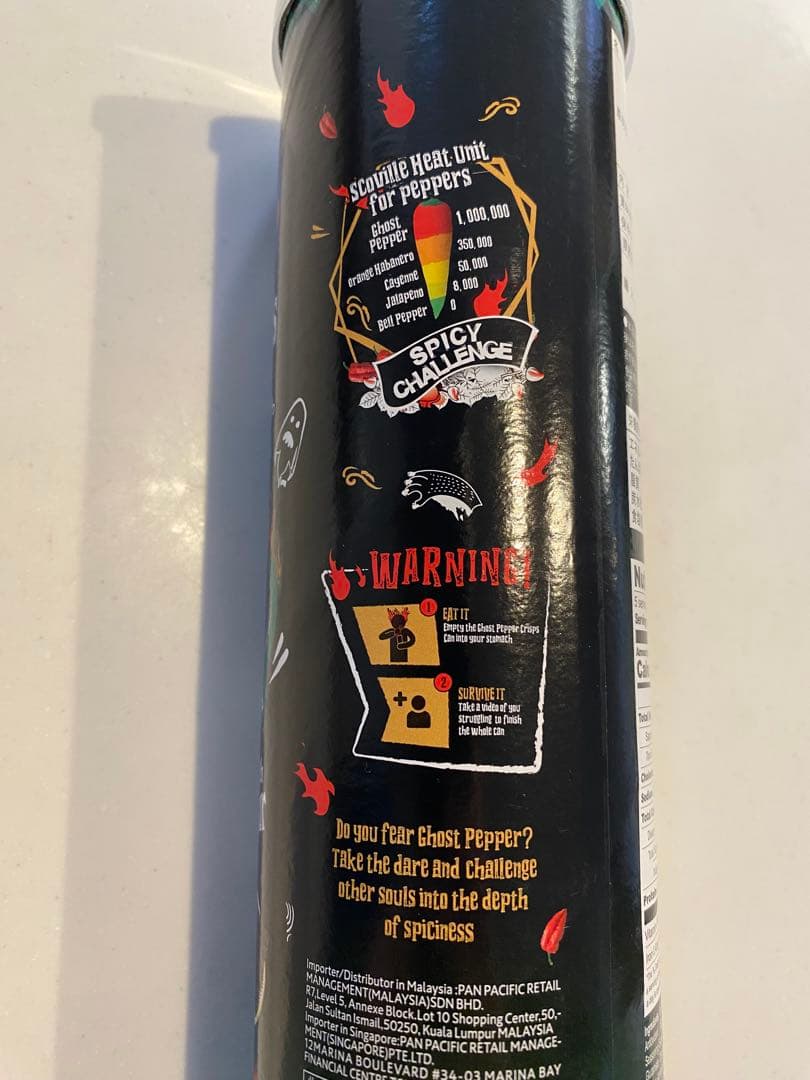 Scoville Heat Unit
for peppers
Ghost
Pepper
1,000,000
Orange Habanero
350,000
Cayenne
50,000
Jalapeno
8,000
Bell Pepper
0
SPICY
CHALLENGE
WARNING!
1
EAT IT
Empty the Ghost Pepper Crisps
Can into your stomach
2
SURVIVE IT
Take a video of you
struggling to finish
the whole can
Do you fear Ghost Pepper?
Take the dare and challenge
other souls into the depth
of spiciness
Importer/Distributor in Malaysia :PAN PACIFIC RETAIL
MANAGEMENT(MALAYSIA)SDN BHD.
R7,Level 5, Annexe Block.Lot 10 Shopping Center,50,-
Jalan Sultan Ismail,50250, Kuala Lumpur MALAYSIA
Importer in Singapore:PAN PACIFIC RETAIL MANAGE-
MENT(SINGAPORE)PTE.LTD.
12MARINA BOULEVARD #34-03 MARINA BAY
FINANCIAL CENTRE